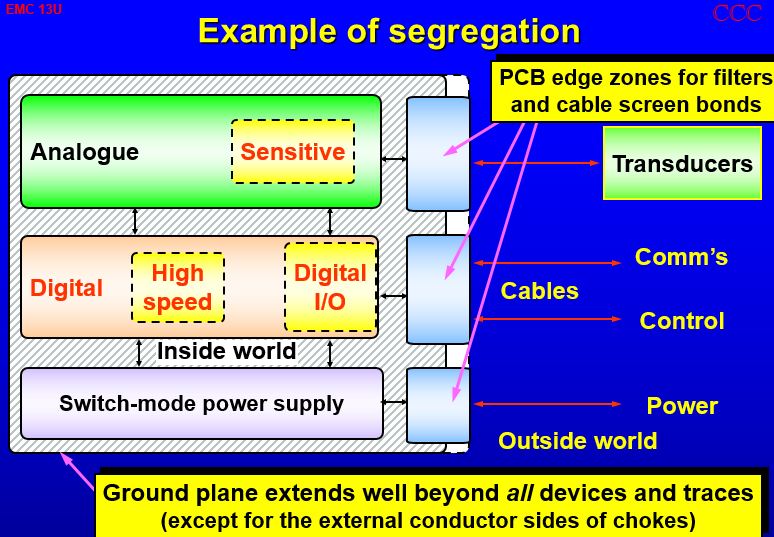 EMC 13U
CCC
Example of segregation
PCB edge zones for filters
and cable screen bonds
Analogue
Sensitive
Transducers
Digital
High
speed
Digital
I/O
Comm's
Cables
Control
Inside world
Switch-mode power supply
Power
Outside world
Ground plane extends well beyond all devices and traces
(except for the external conductor sides of chokes)